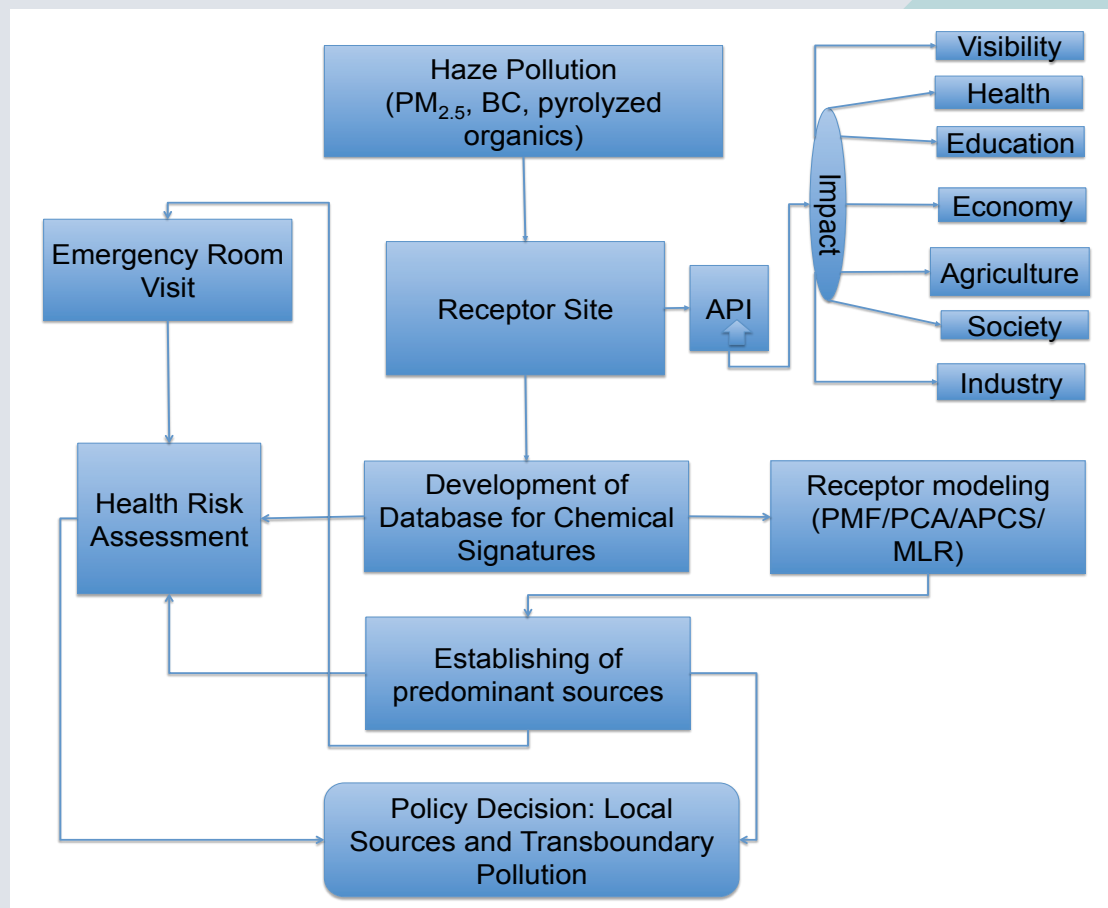 Haze Pollution
(PM2.5, BC, pyrolyzed
organics)
Visibility
Health
Education
Economy
Agriculture
Society
Industry
Impact
Emergency Room
Visit
Receptor Site
API
Health Risk
Assessment
Development of
Database for Chemical
Signatures
Receptor modeling
(PMF/PCA/APCS/
MLR)
Establishing of
predominant sources
Policy Decision: Local
Sources and Transboundary
Pollution